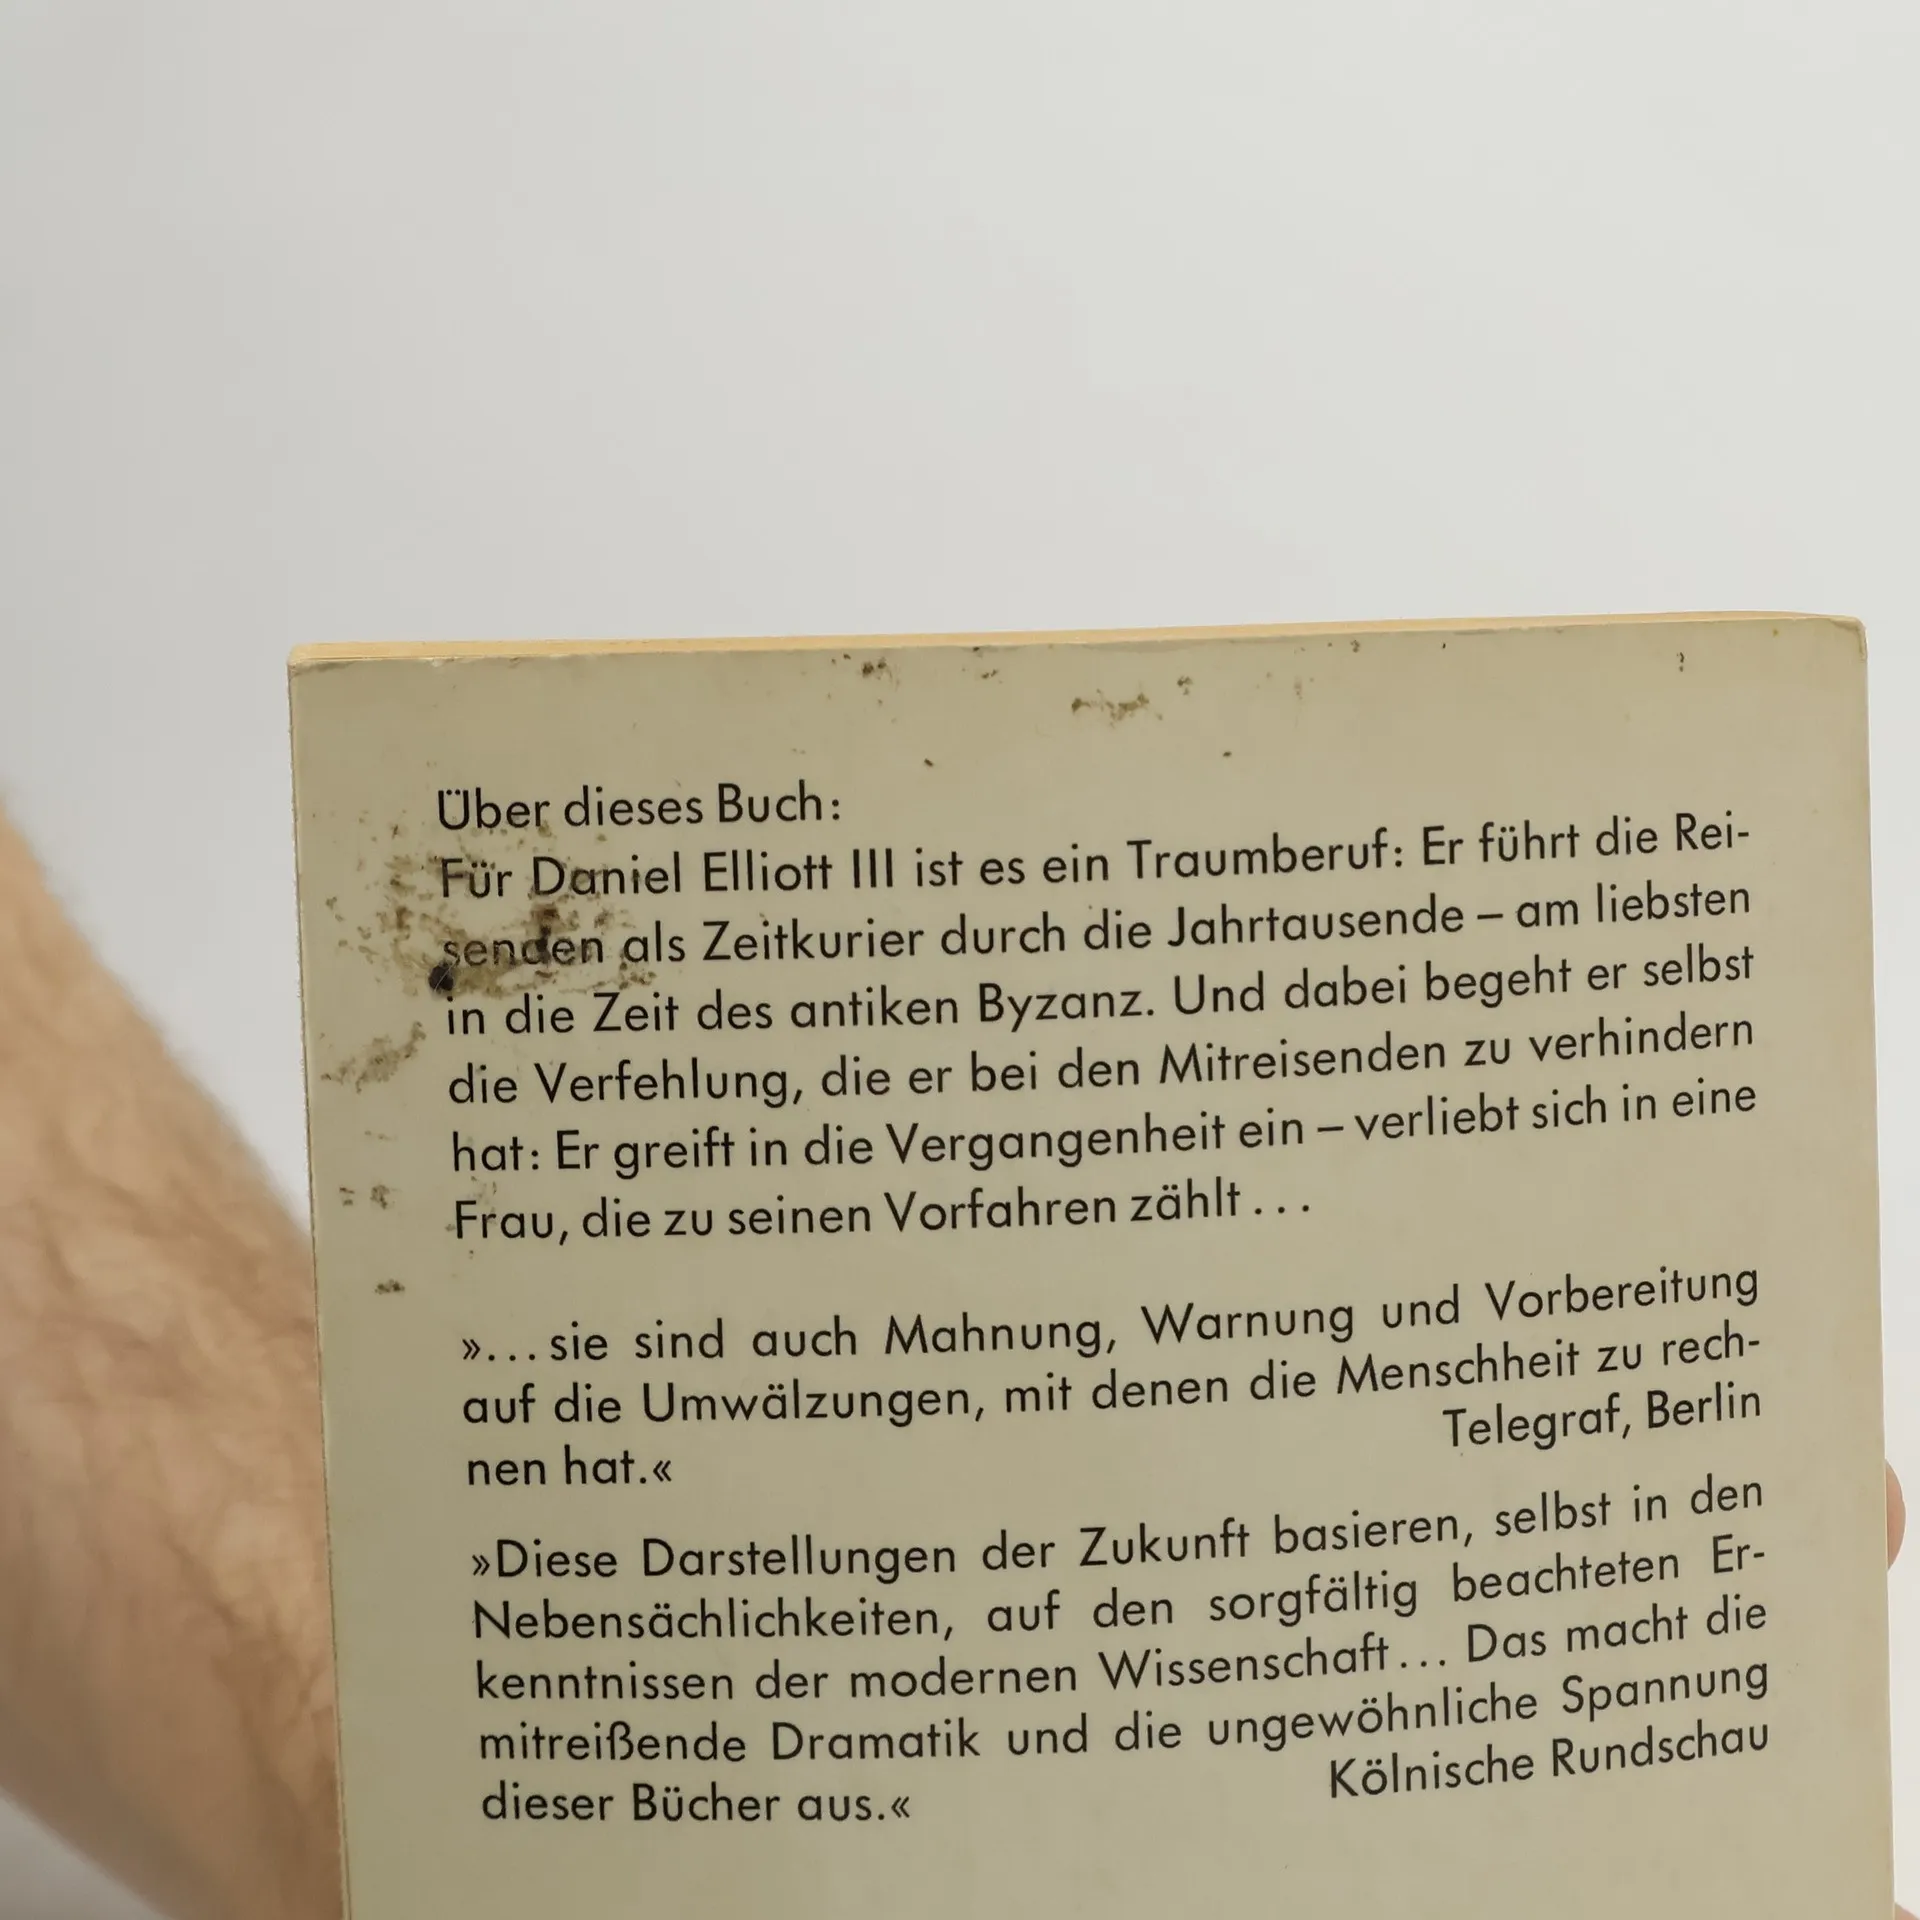 Über dieses Buch:
Für Daniel Elliott III ist es ein Traumberuf: Er führt die Rei-
senden als Zeitkurier durch die Jahrtausende – am liebsten
in die Zeit des antiken Byzanz. Und dabei begeht er selbst
die Verfehlung, die er bei den Mitreisenden zu verhindern
hat: Er greift in die Vergangenheit ein – verliebt sich in eine
Frau, die zu seinen Vorfahren zählt...
»...sie sind auch Mahnung, Warnung und Vorbereitung
auf die Umwälzungen, mit denen die Menschheit zu rech-
nen hat.« Telegraf, Berlin
»Diese Darstellungen der Zukunft basieren, selbst in den
Nebensächlichkeiten, auf den sorgfältig beachteten Er-
kenntnissen der modernen Wissenschaft... Das macht die
mitreißende Dramatik und die ungewöhnliche Spannung
dieser Bücher aus.« Kölnische Rundschau